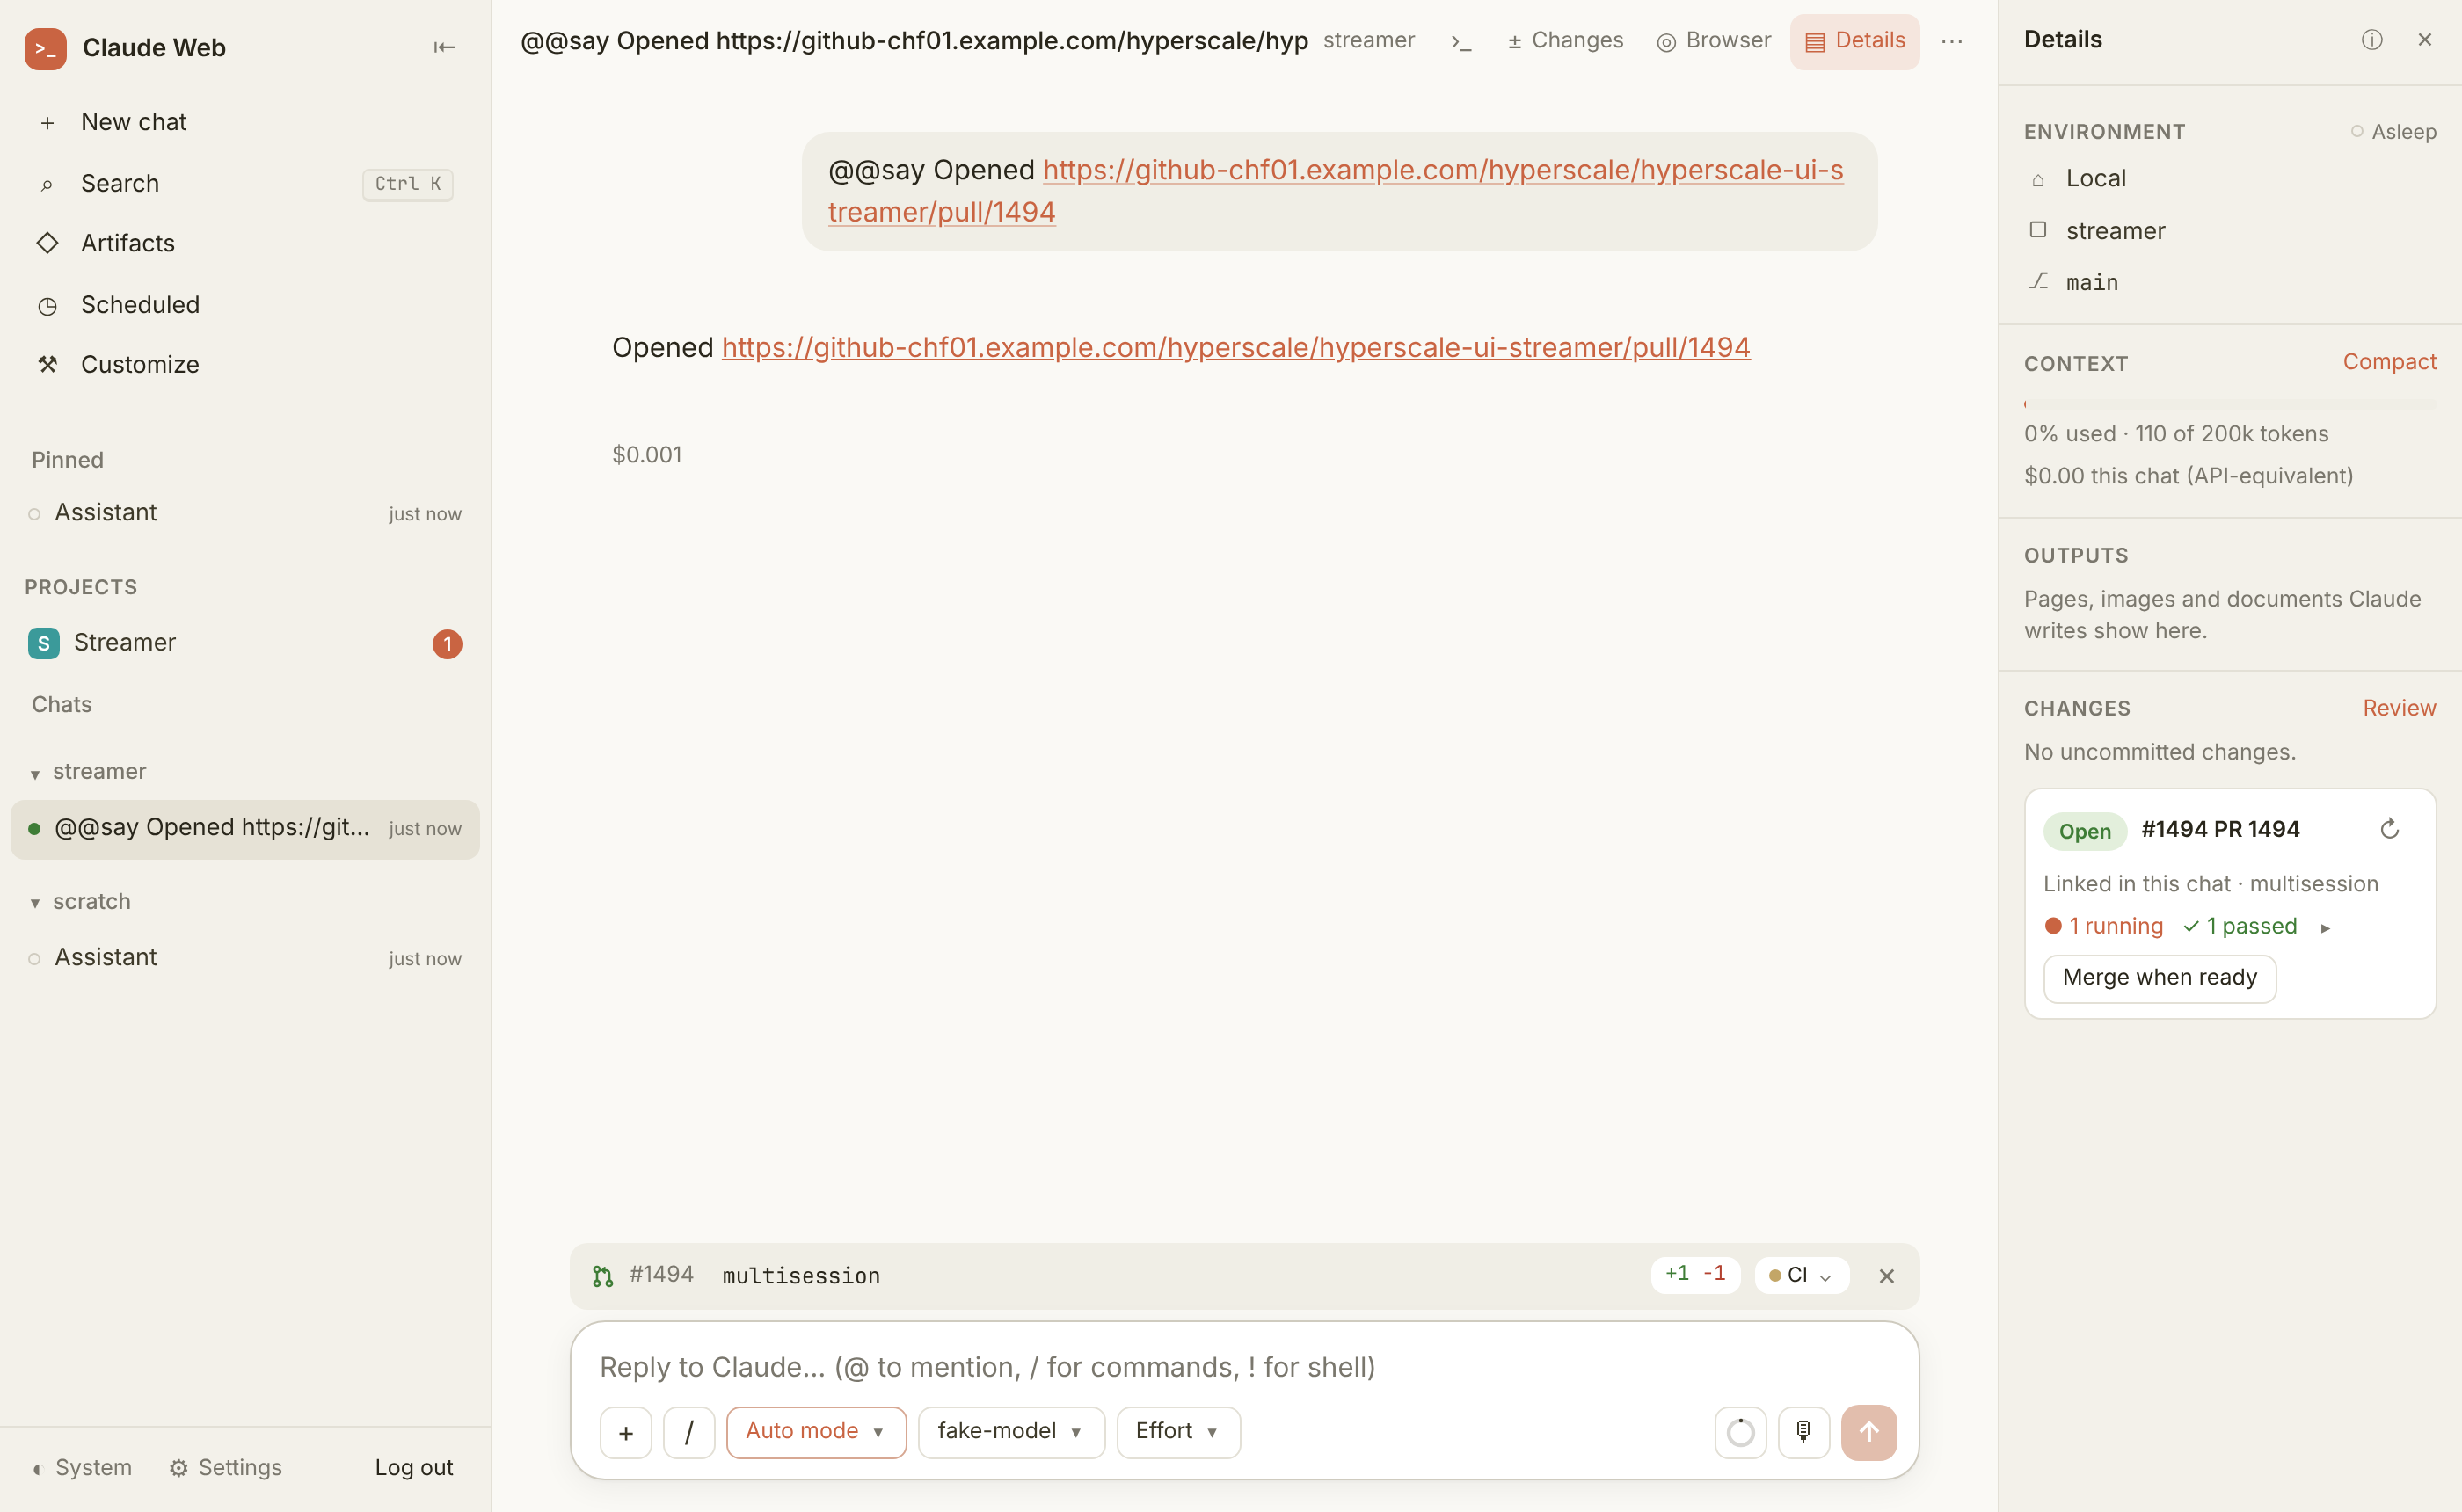 >_ Claude Web
+ New chat
Search Ctrl K
Artifacts
Scheduled
Customize
Pinned
Assistant just now
PROJECTS
S Streamer 1
Chats
streamer
@@say Opened https://git... just now
scratch
Assistant just now
System Settings Log out
@@say Opened https://github-chf01.example.com/hyperscale/hyp streamer >_ ± Changes Browser Details ...
@@say Opened https://github-chf01.example.com/hyperscale/hyperscale-ui-s
treamer/pull/1494
Opened https://github-chf01.example.com/hyperscale/hyperscale-ui-streamer/pull/1494
$0.001
#1494 multisession +1 -1 CI
Reply to Claude... (@ to mention, / for commands, ! for shell)
+ / Auto mode fake-model Effort
Details
ENVIRONMENT Asleep
Local
streamer
main
CONTEXT Compact
0% used · 110 of 200k tokens
$0.00 this chat (API-equivalent)
OUTPUTS
Pages, images and documents Claude
writes show here.
CHANGES Review
No uncommitted changes.
Open #1494 PR 1494
Linked in this chat · multisession
1 running ✓ 1 passed
Merge when ready